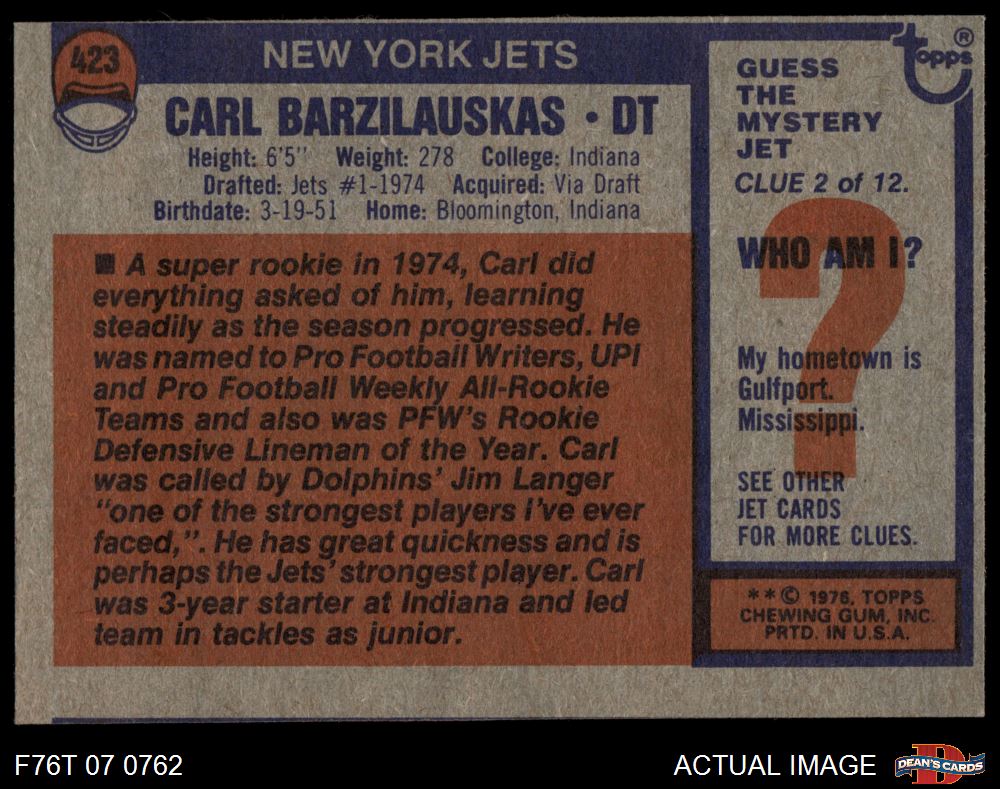 423
NEW YORK JETS
CARL BARZILAUSKAS • DT
Height: 6'5" Weight: 278 College: Indiana
Drafted: Jets #1-1974 Acquired: Via Draft
Birthdate: 3-19-51 Home: Bloomington, Indiana
■ A super rookie in 1974, Carl did
everything asked of him, learning
steadily as the season progressed. He
was named to Pro Football Writers, UPI
and Pro Football Weekly All-Rookie
Teams and also was PFW's Rookie
Defensive Lineman of the Year. Carl
was called by Dolphins' Jim Langer
"one of the strongest players I've ever
faced,". He has great quickness and is
perhaps the Jets' strongest player. Carl
was 3-year starter at Indiana and led
team in tackles as junior.
topps®
GUESS
THE
MYSTERY
JET
CLUE 2 of 12.
?
WHO AM I?
My hometown is
Gulfport.
Mississippi.
SEE OTHER
JET CARDS
FOR MORE CLUES.
**© 1976, TOPPS
CHEWING GUM, INC.
PRTD. IN U.S.A.
F76T 07 0762
ACTUAL IMAGE
D
DEAN'S CARDS